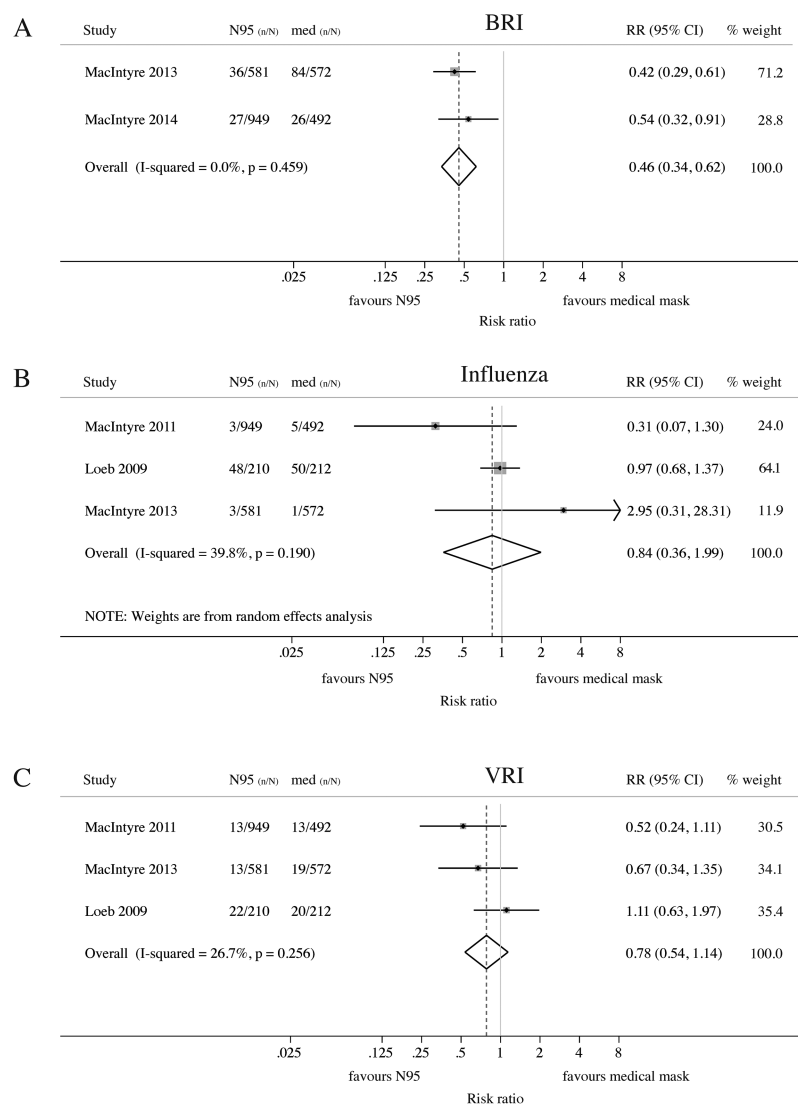 A
BRI
Study N95 (n/N) med (n/N) RR (95% CI) % weight
MacIntyre 2013 36/581 84/572 0.42 (0.29, 0.61) 71.2
MacIntyre 2014 27/949 26/492 0.54 (0.32, 0.91) 28.8
Overall (I-squared = 0.0%, p = 0.459) 0.46 (0.34, 0.62) 100.0
.025 .125 .25 .5 1 2 4 8
favours N95 favours medical mask
Risk ratio
B
Influenza
Study N95 (n/N) med (n/N) RR (95% CI) % weight
MacIntyre 2011 3/949 5/492 0.31 (0.07, 1.30) 24.0
Loeb 2009 48/210 50/212 0.97 (0.68, 1.37) 64.1
MacIntyre 2013 3/581 1/572 2.95 (0.31, 28.31) 11.9
Overall (I-squared = 39.8%, p = 0.190) 0.84 (0.36, 1.99) 100.0
NOTE: Weights are from random effects analysis
.025 .125 .25 .5 1 2 4 8
favours N95 favours medical mask
Risk ratio
C
VRI
Study N95 (n/N) med (n/N) RR (95% CI) % weight
MacIntyre 2011 13/949 13/492 0.52 (0.24, 1.11) 30.5
MacIntyre 2013 13/581 19/572 0.67 (0.34, 1.35) 34.1
Loeb 2009 22/210 20/212 1.11 (0.63, 1.97) 35.4
Overall (I-squared = 26.7%, p = 0.256) 0.78 (0.54, 1.14) 100.0
.025 .125 .25 .5 1 2 4 8
favours N95 favours medical mask
Risk ratio